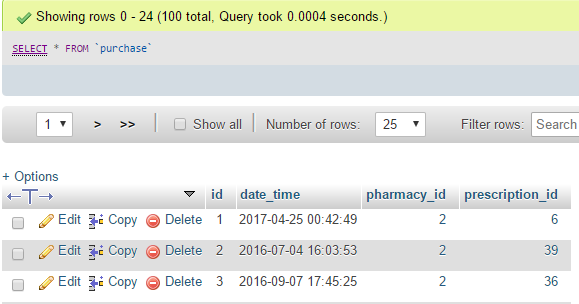 Showing rows 0 - 24 (100 total, Query took 0.0004 seconds.)
SELECT * FROM `purchase`
1 > >> Show all Number of rows: 25 Filter rows: Search
+ Options
id date_time pharmacy_id prescription_id
Edit Copy Delete 1 2017-04-25 00:42:49 2 6
Edit Copy Delete 2 2016-07-04 16:03:53 2 39
Edit Copy Delete 3 2016-09-07 17:45:25 2 36